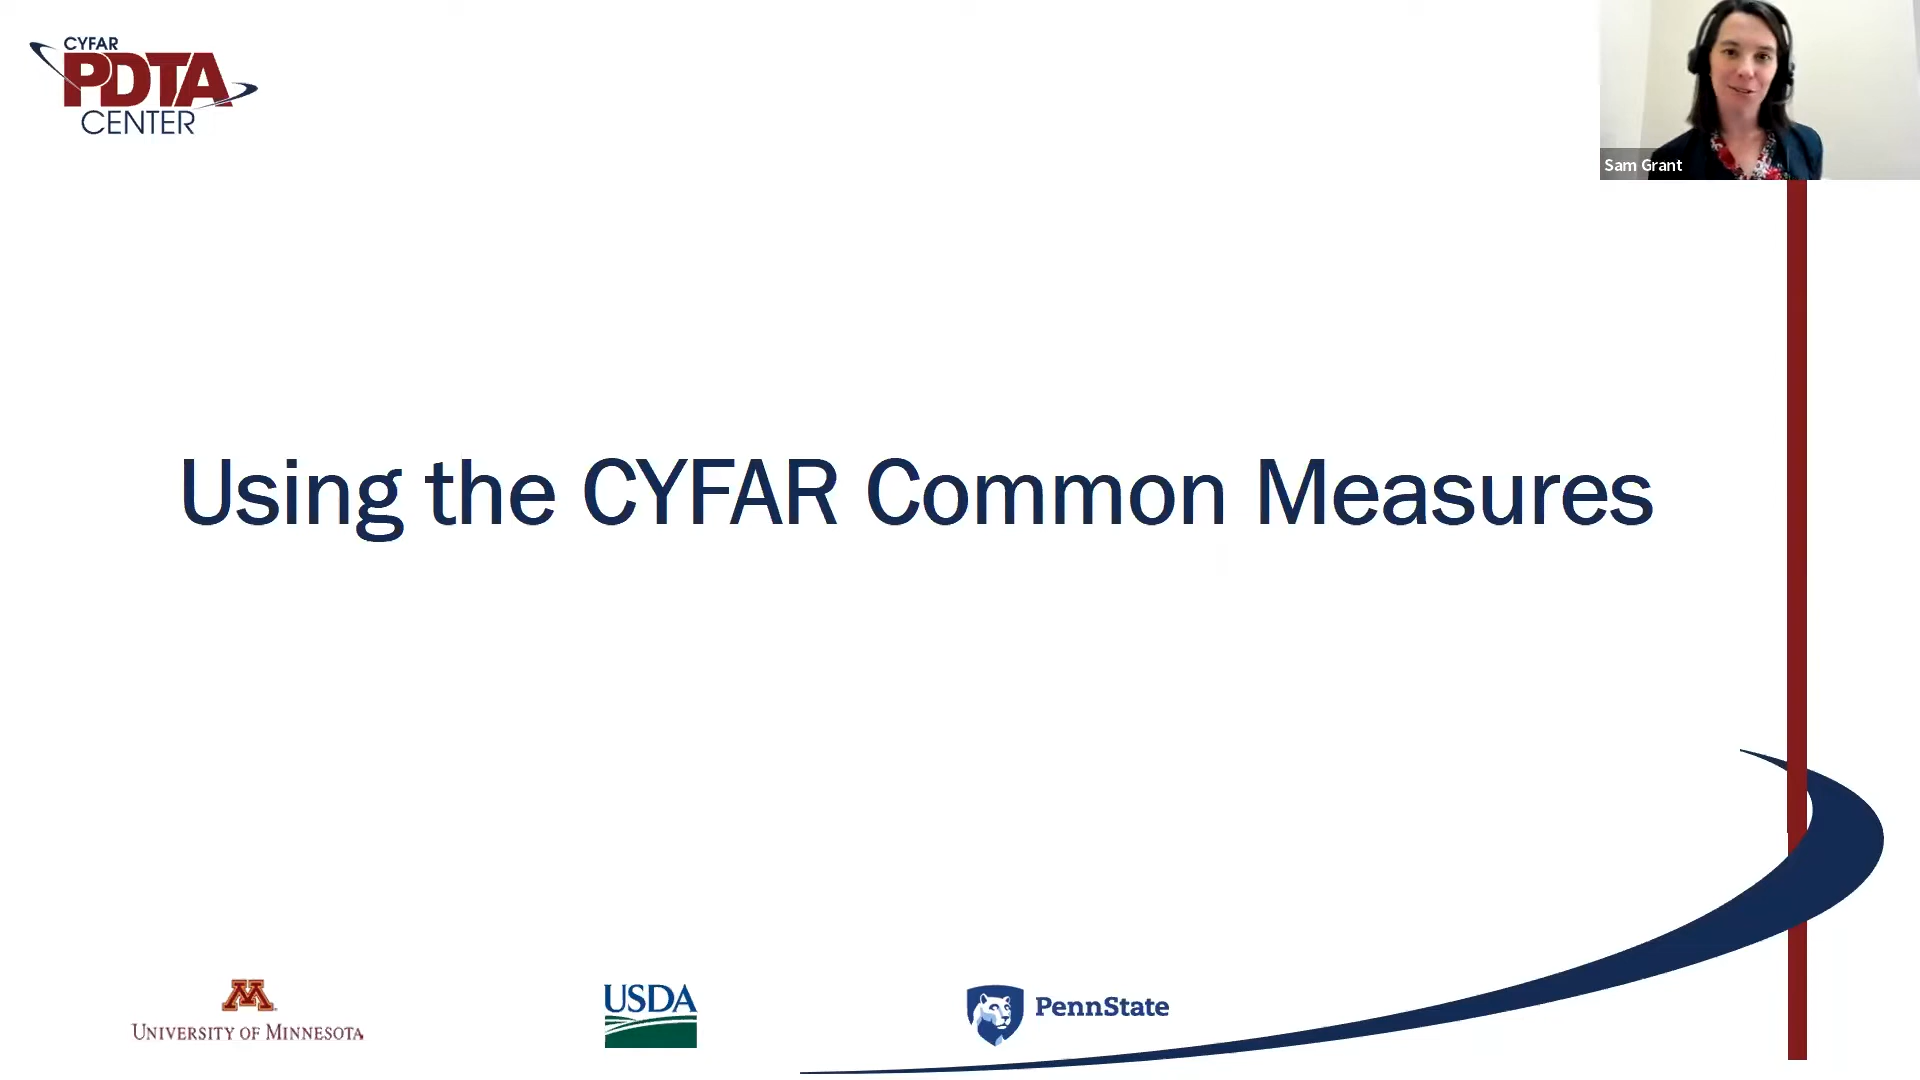 CYFAR
PDTA
CENTER
Sam Grant
Using the CYFAR Common Measures
M
UNIVERSITY OF MINNESOTA
USDA
PennState